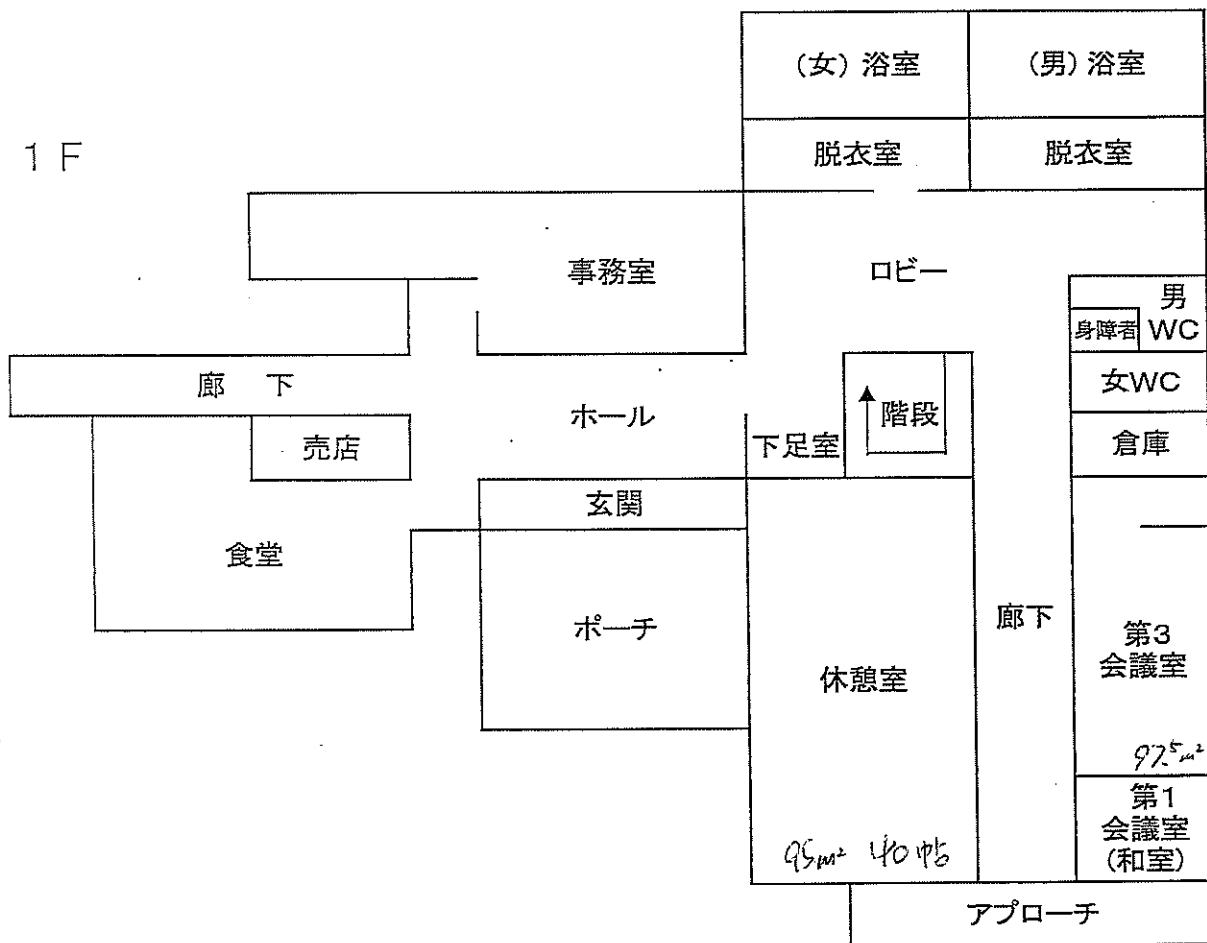 (女)浴室
(男)浴室
1F
脱衣室
脱衣室
事務室
ロビー
男
WC
身障者
廊 下
女WC
ホール
階段
売店
下足室
倉庫
玄関
食堂
ポーチ
廊下
第3
会議室
休憩室
97.5m²
第1
会議室
(和室)
95m² 40帖
アプローチ